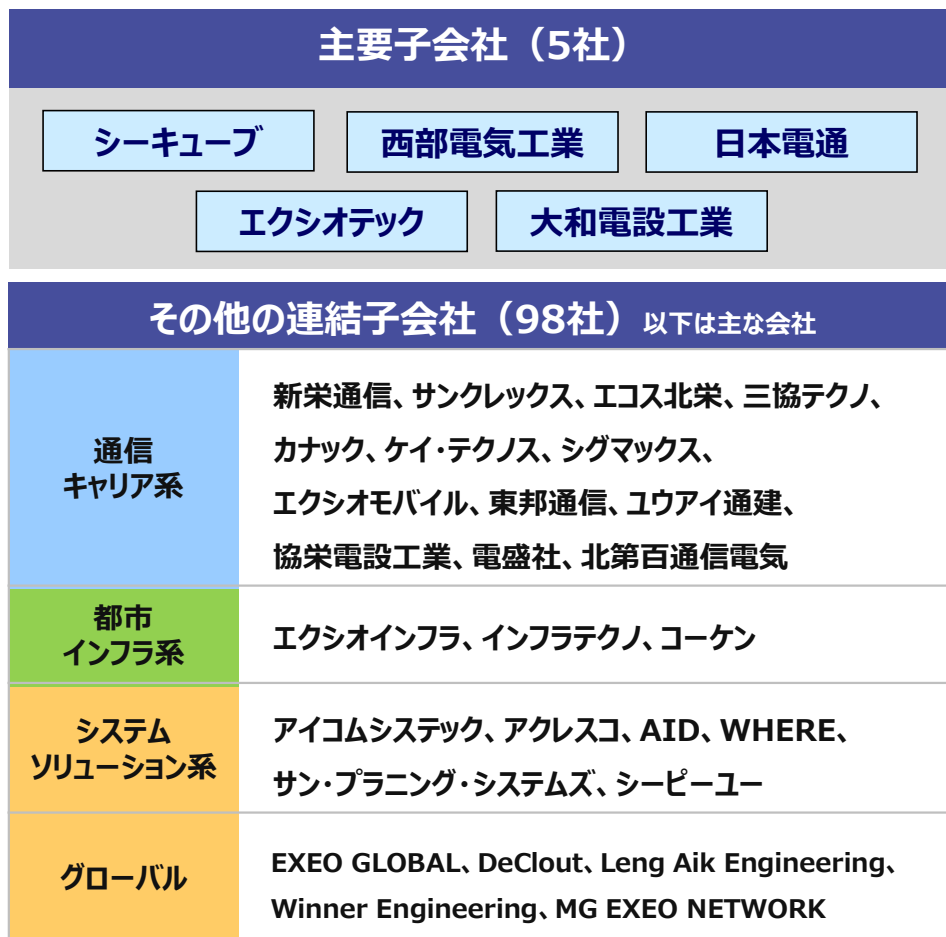 主要子会社（5社）
シーキューブ
西部電気工業
日本電通
エクシオテック
大和電設工業
その他の連結子会社（98社）以下は主な会社
通信
キャリア系
新栄通信、サンクレックス、エコス北栄、三協テクノ、
カナック、ケイ・テクノス、シグマックス、
エクシオモバイル、東邦通信、ユウアイ通建、
協栄電設工業、電盛社、北第百通信電気
都市
インフラ系
エクシオインフラ、インフラテクノ、コーケン
システム
ソリューション系
アイコムシステック、アクレスコ、AID、WHERE、
サン・プラニング・システムズ、シーピーユー
グローバル
EXEO GLOBAL、DeClout、Leng Aik Engineering、
Winner Engineering、MG EXEO NETWORK